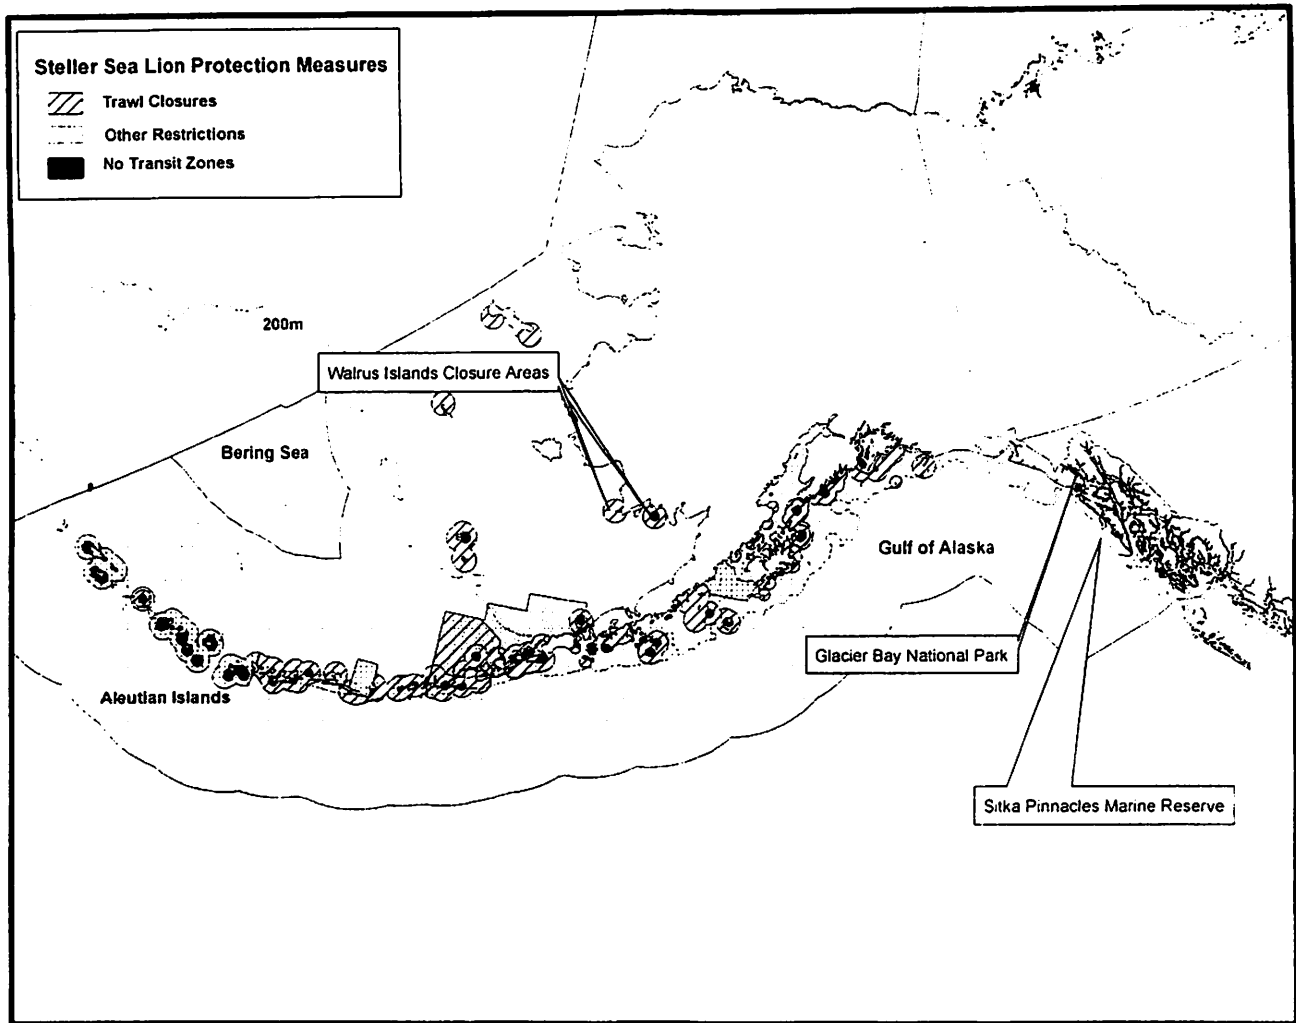 Steller Sea Lion Protection Measures
Trawl Closures
Other Restrictions
No Transit Zones
200m
Walrus Islands Closure Areas
Bering Sea
Gulf of Alaska
Glacier Bay National Park
Aleutian Islands
Sitka Pinnacles Marine Reserve